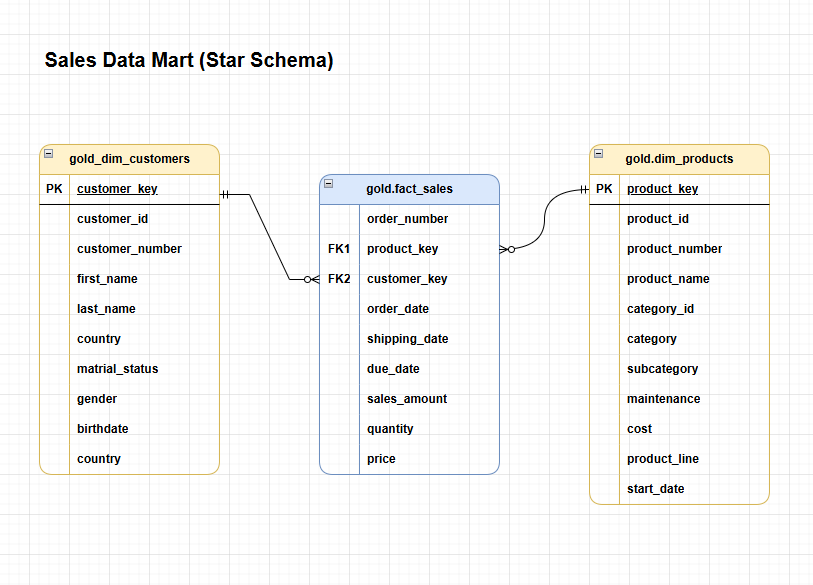 Sales Data Mart (Star Schema)
gold_dim_customers
PK customer_key
customer_id
customer_number
first_name
last_name
country
matrial_status
gender
birthdate
country
gold.fact_sales
order_number
FK1 product_key
FK2 customer_key
order_date
shipping_date
due_date
sales_amount
quantity
price
gold.dim_products
PK product_key
product_id
product_number
product_name
category_id
category
subcategory
maintenance
cost
product_line
start_date